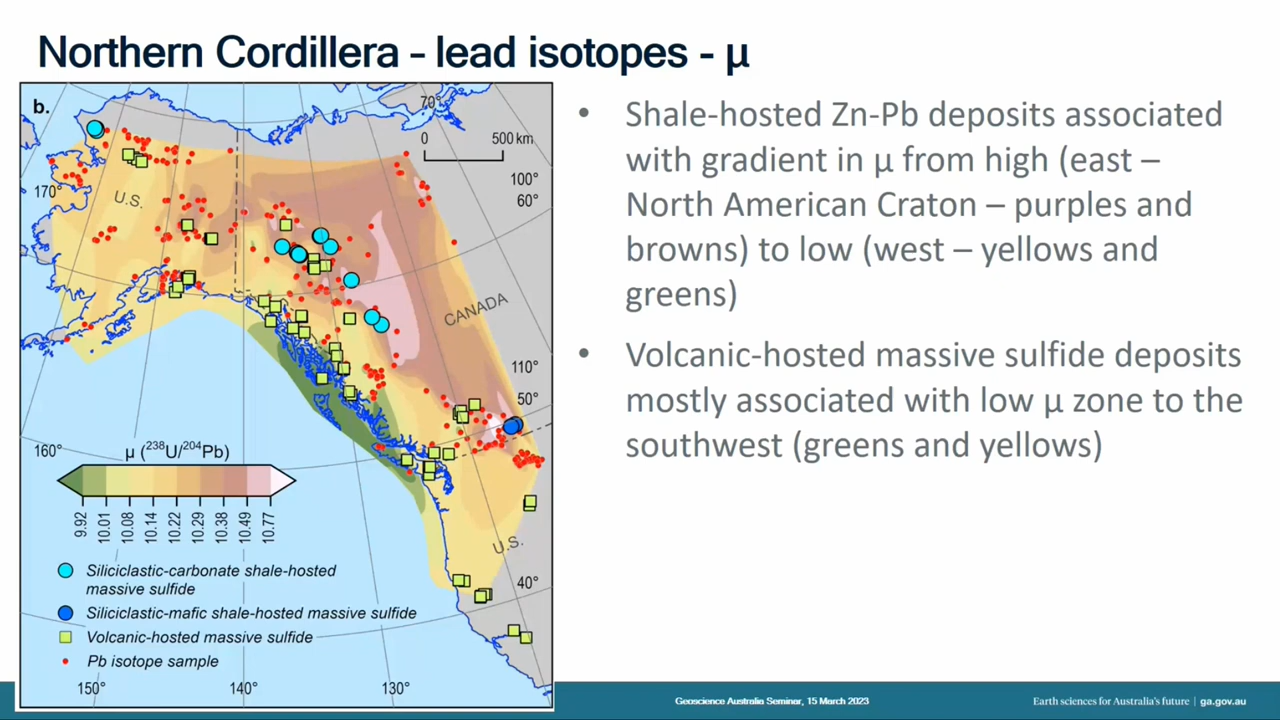 Northern Cordillera – lead isotopes - µ
b.
70°
0 500 km
170°
U.S.
100°
60°
CANADA
110°
50°
160°
µ (²³⁸U/²⁰⁴Pb)
9.92 10.01 10.08 10.14 10.22 10.29 10.38 10.49 10.77
U.S.
40°
Siliciclastic-carbonate shale-hosted
massive sulfide
Siliciclastic-mafic shale-hosted massive sulfide
Volcanic-hosted massive sulfide
Pb isotope sample
150° 140° 130°
• Shale-hosted Zn-Pb deposits associated
with gradient in µ from high (east –
North American Craton – purples and
browns) to low (west – yellows and
greens)
• Volcanic-hosted massive sulfide deposits
mostly associated with low µ zone to the
southwest (greens and yellows)
Geoscience Australia Seminar, 15 March 2023
Earth sciences for Australia's future | ga.gov.au